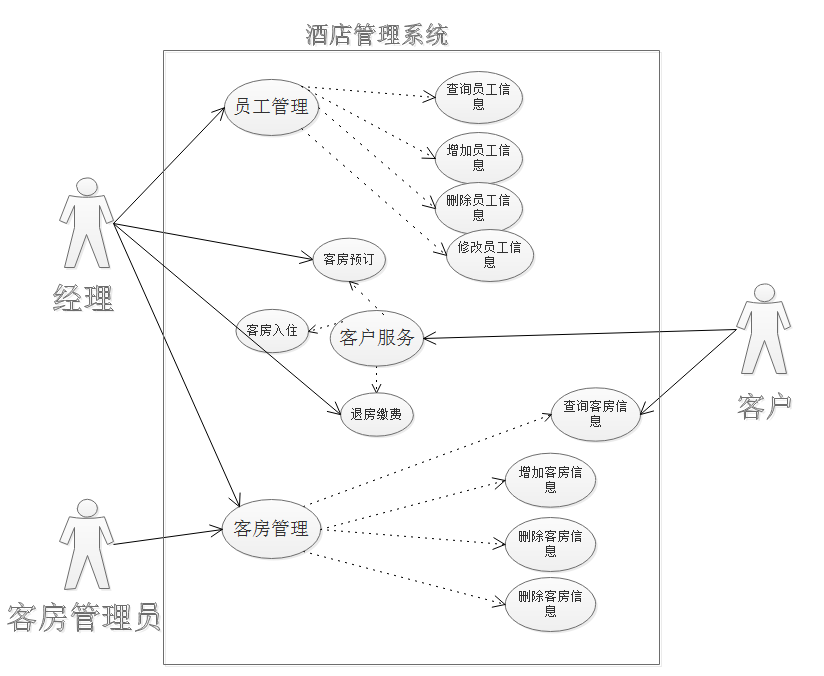 酒店管理系统
员工管理
查询员工信
息
增加员工信
息
删除员工信
息
修改员工信
息
经理
客房预订
客房入住
客户服务
客户
退房缴费
查询客房信
息
增加客房信
息
客房管理
删除客房信
息
删除客房信
息
客房管理员